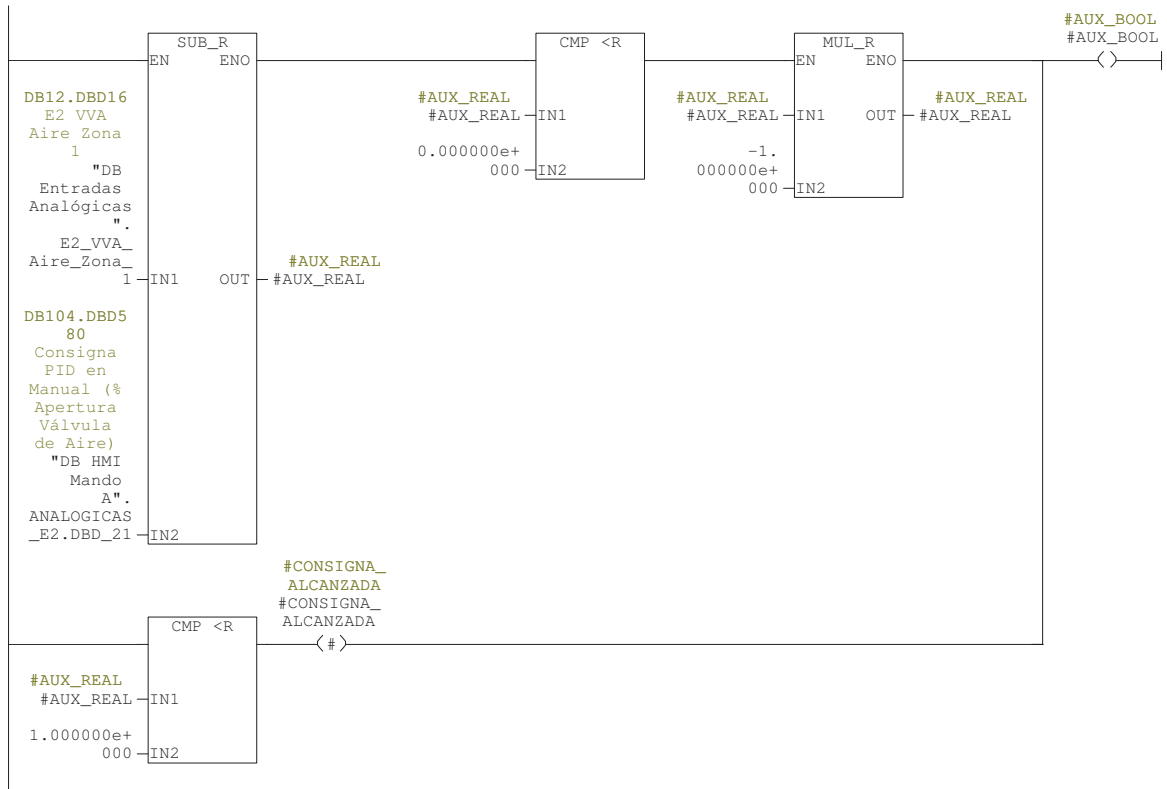 #AUX_BOOL
#AUX_BOOL
SUB_R
EN ENO
CMP <R
MUL_R
EN ENO
DB12.DBD16
E2 VVA
Aire Zona
1
"DB
Entradas
Analógicas
".
E2_VVA_
Aire_Zona_
1
IN1 OUT
#AUX_REAL
#AUX_REAL
#AUX_REAL
#AUX_REAL
IN1
0.000000e+
000
IN2
#AUX_REAL
#AUX_REAL
IN1 OUT
#AUX_REAL
#AUX_REAL
-1.
000000e+
000
IN2
DB104.DBD5
80
Consigna
PID en
Manual (%
Apertura
Válvula
de Aire)
"DB HMI
Mando
A".
ANALOGICAS
_E2.DBD_21
IN2
#CONSIGNA_
ALCANZADA
#CONSIGNA_
ALCANZADA
(#)
CMP <R
#AUX_REAL
#AUX_REAL
IN1
1.000000e+
000
IN2